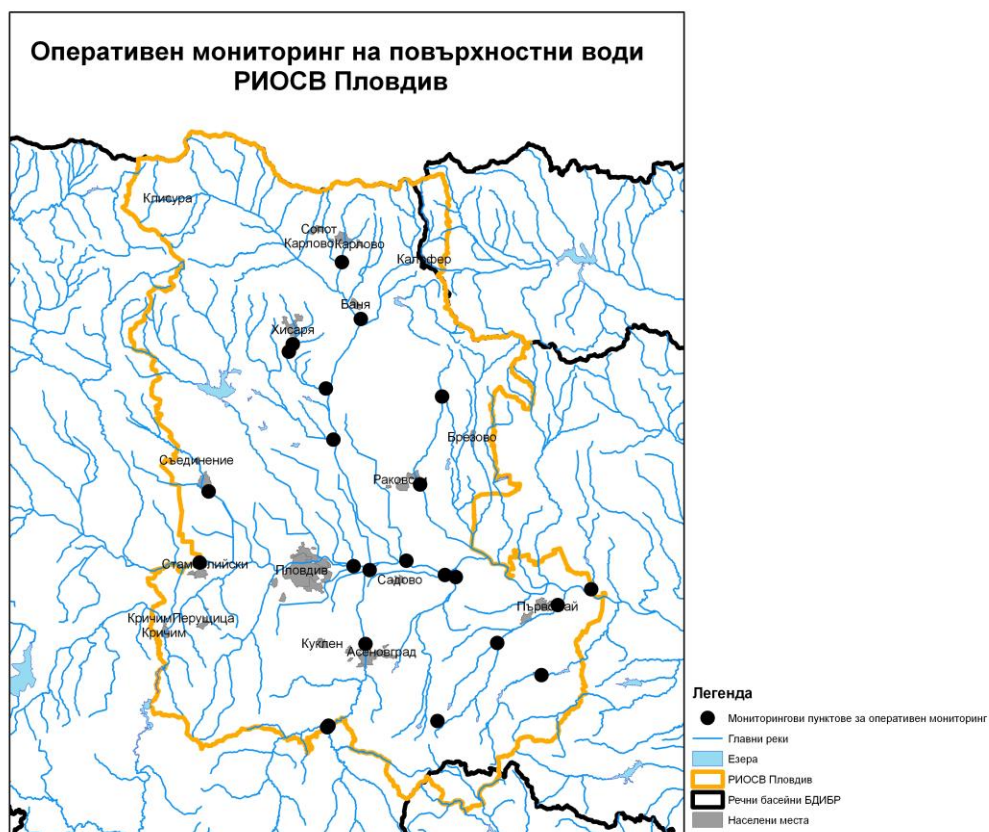 Оперативен мониторинг на повърхностни води
РИОСВ Пловдив
Клисура
Сопот
Карлово Карлово
Калофер
Баня
Хисаря
Брезово
Съединение
Раковски
Стамболийски
Пловдив
Садово
Първомай
Кричим Перущица
Кричим
Куклен
Асеновград
Легенда
Мониторингови пунктове за оперативен мониторинг
Главни реки
Езера
РИОСВ Пловдив
Речни басейни БДИБР
Населени места